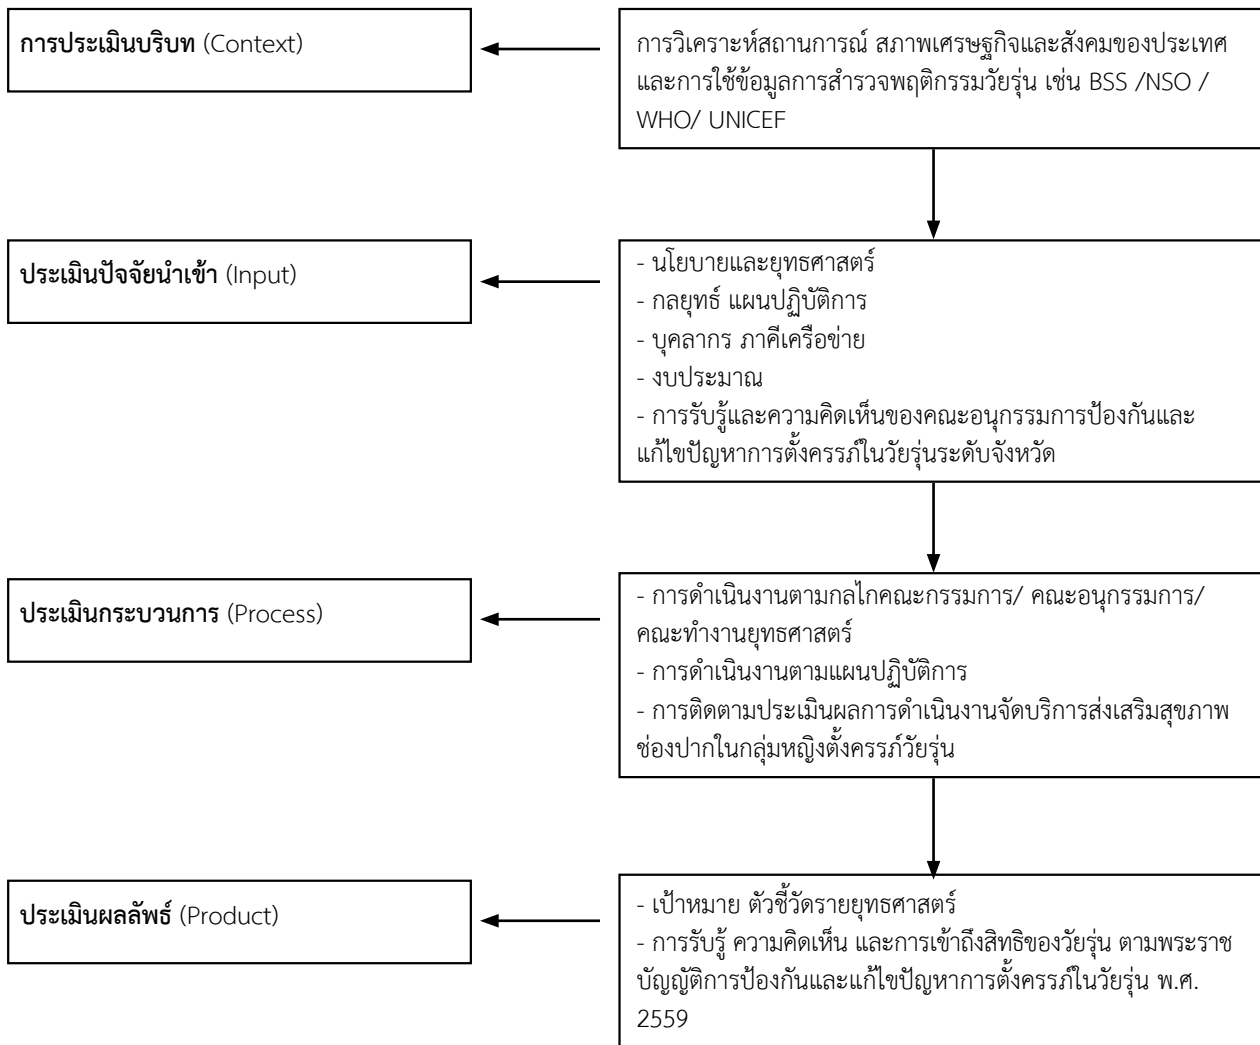 การประเมินบริบท (Context)
การวิเคราะห์สถานการณ์ สภาพเศรษฐกิจและสังคมของประเทศ
และการใช้ข้อมูลการสำรวจพฤติกรรมวัยรุ่น เช่น BSS /NSO /
WHO/ UNICEF
ประเมินปัจจัยนำเข้า (Input)
- นโยบายและยุทธศาสตร์
- กลยุทธ์ แผนปฏิบัติการ
- บุคลากร ภาคีเครือข่าย
- งบประมาณ
- การรับรู้และความคิดเห็นของคณะอนุกรรมการป้องกันและ
แก้ไขปัญหาการตั้งครรภ์ในวัยรุ่นระดับจังหวัด
ประเมินกระบวนการ (Process)
- การดำเนินงานตามกลไกคณะกรรมการ/ คณะอนุกรรมการ/
คณะทำงานยุทธศาสตร์
- การดำเนินงานตามแผนปฏิบัติการ
- การติดตามประเมินผลการดำเนินงานจัดบริการส่งเสริมสุขภาพ
ช่องปากในกลุ่มหญิงตั้งครรภ์วัยรุ่น
ประเมินผลลัพธ์ (Product)
- เป้าหมาย ตัวชี้วัดรายยุทธศาสตร์
- การรับรู้ ความคิดเห็น และการเข้าถึงสิทธิของวัยรุ่น ตามพระราช
บัญญัติการป้องกันและแก้ไขปัญหาการตั้งครรภ์ในวัยรุ่น พ.ศ.
2559